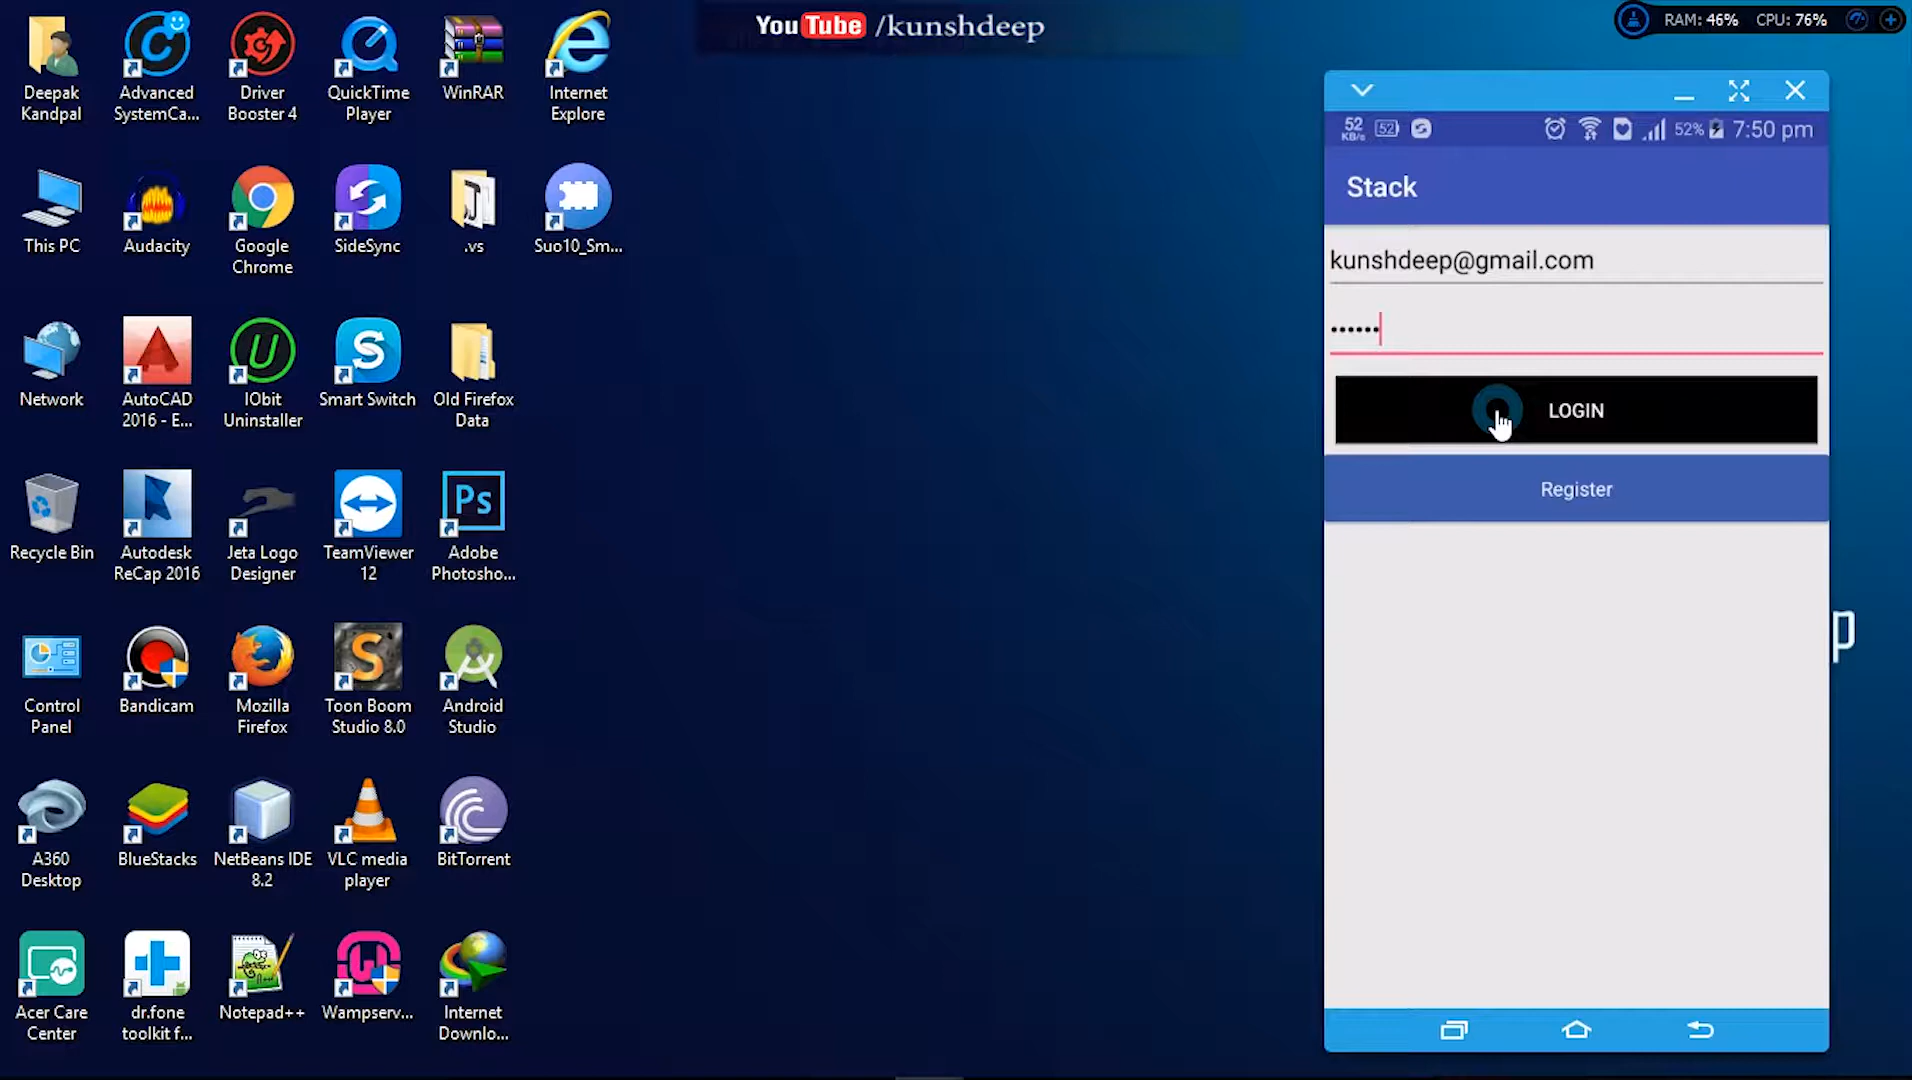 YouTube /kunshdeep
RAM: 46% CPU: 76%
Deepak
Kandpal
Advanced
SystemCa...
Driver
Booster 4
QuickTime
Player
WinRAR
Internet
Explore
This PC
Audacity
Google
Chrome
SideSync
.vs
Suo10_Sm...
Network
AutoCAD
2016 - E...
IObit
Uninstaller
Smart Switch
Old Firefox
Data
Recycle Bin
Autodesk
ReCap 2016
Jeta Logo
Designer
TeamViewer
12
Ps
Adobe
Photosho...
Control
Panel
Bandicam
Mozilla
Firefox
Toon Boom
Studio 8.0
Android
Studio
A360
Desktop
BlueStacks
NetBeans IDE
8.2
VLC media
player
BitTorrent
Acer Care
Center
dr.fone
toolkit f...
Notepad++
Wampserv...
Internet
Downlo...
52
KB/s
52
52% 7:50 pm
Stack
kunshdeep@gmail.com
••••••
LOGIN
Register
p